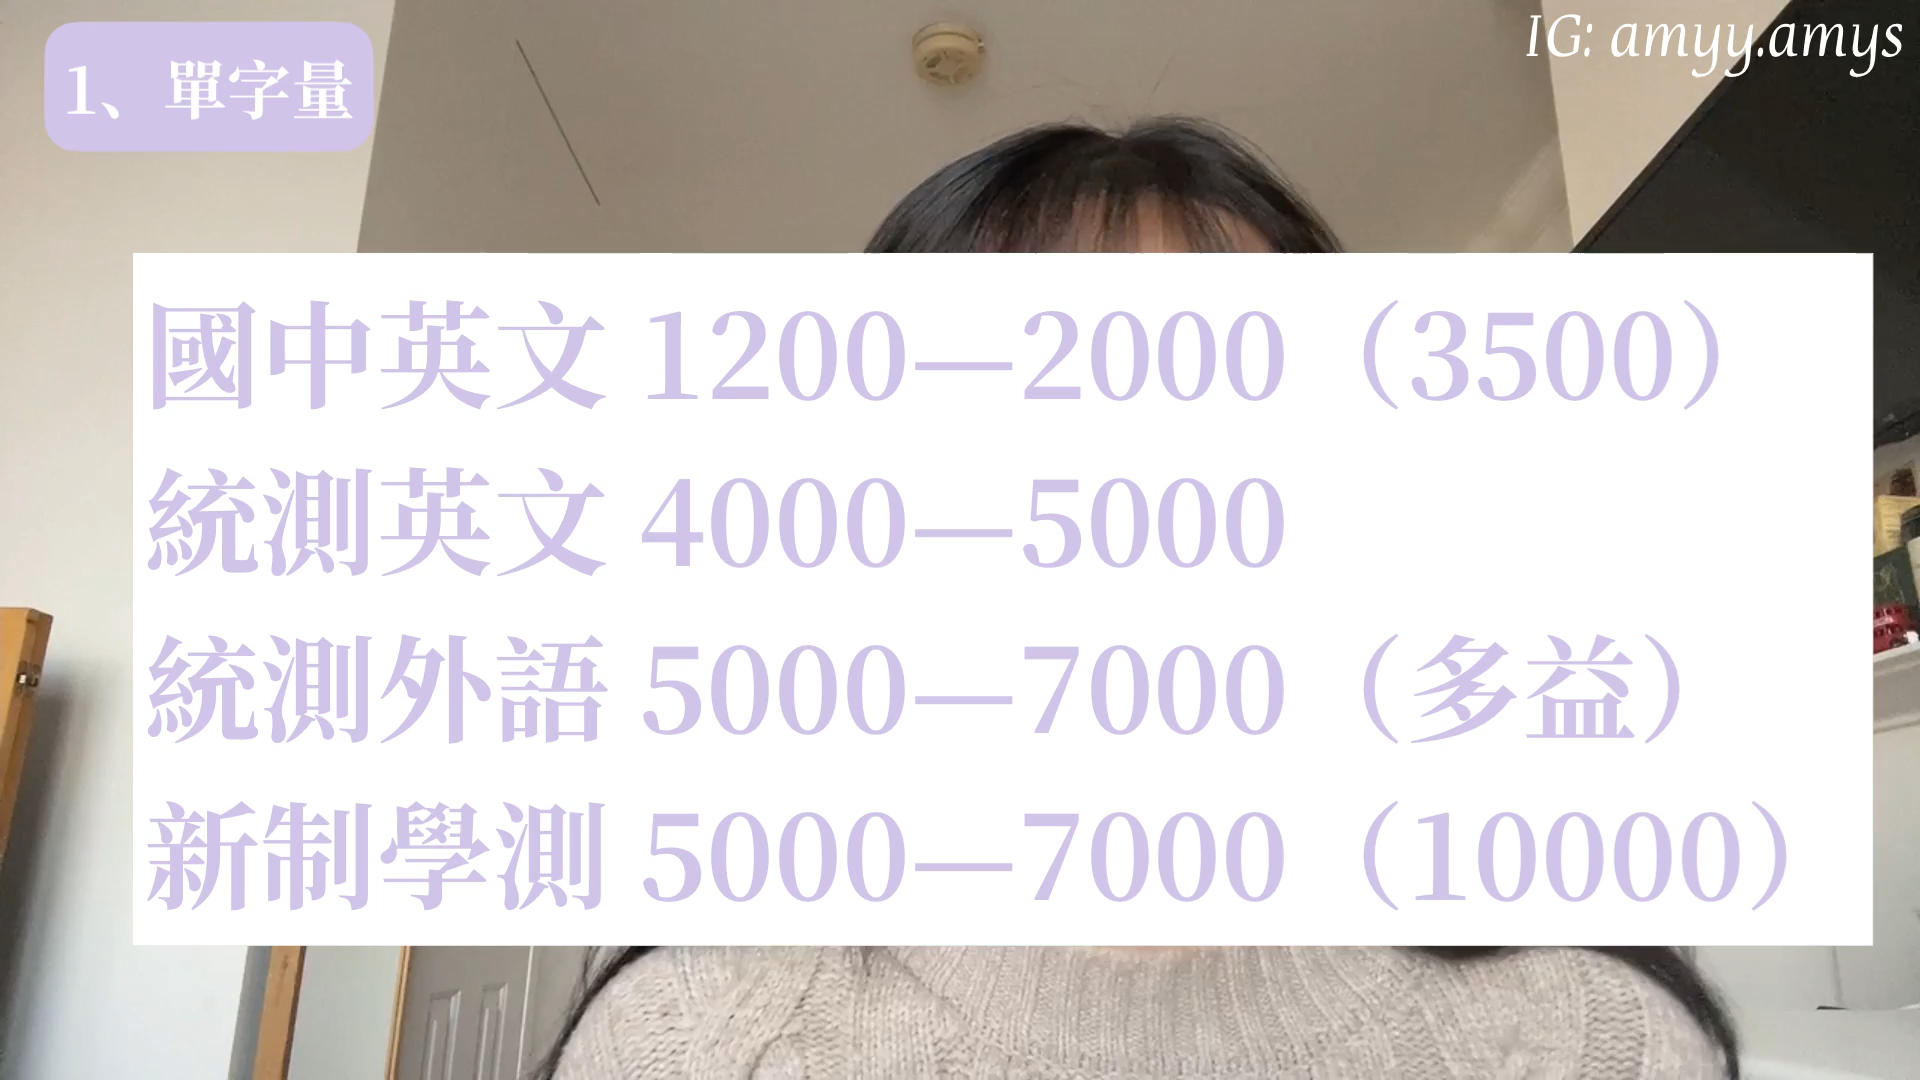 1、單字量
IG: amyy.amys
國中英文 1200—2000（3500）
統測英文 4000—5000
統測外語 5000—7000（多益）
新制學測 5000—7000（10000）